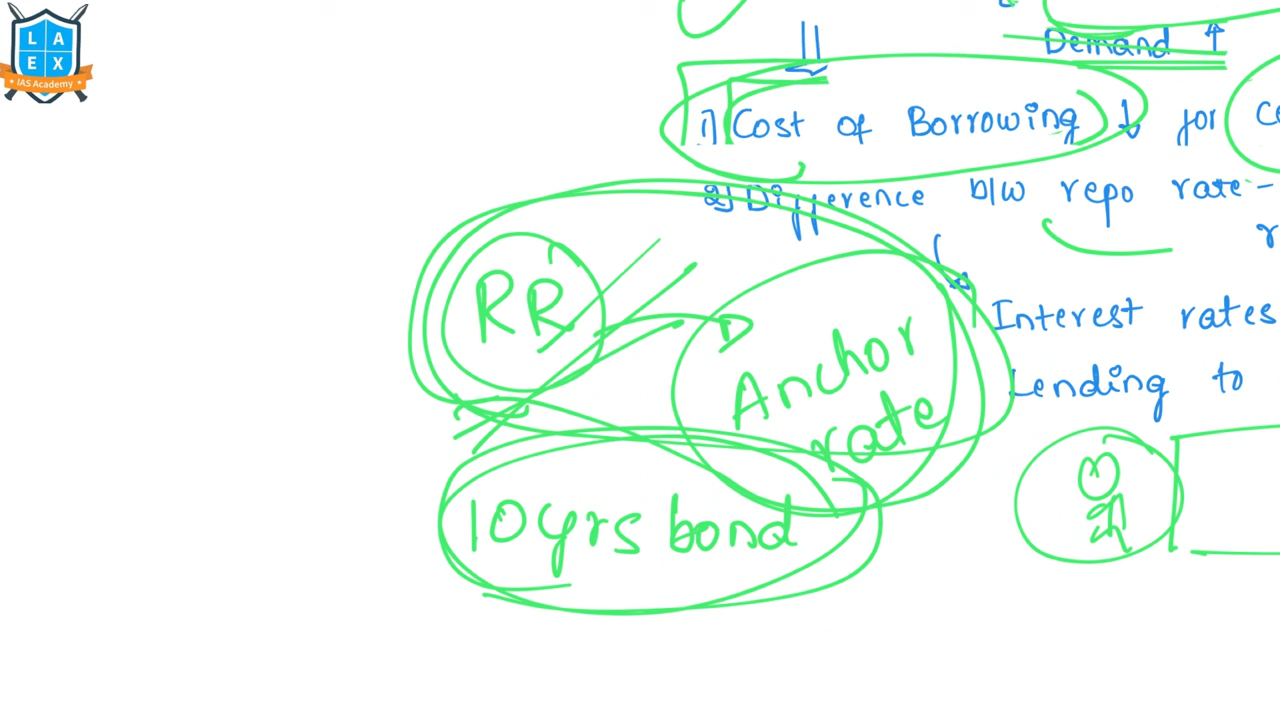 L A
E X
IAS Academy
Demand ↑
1) Cost of Borrowing ↓ for
2) Difference b/w repo rate -
Interest rates
Lending to
RR
Anchor
rate
10yrs bond